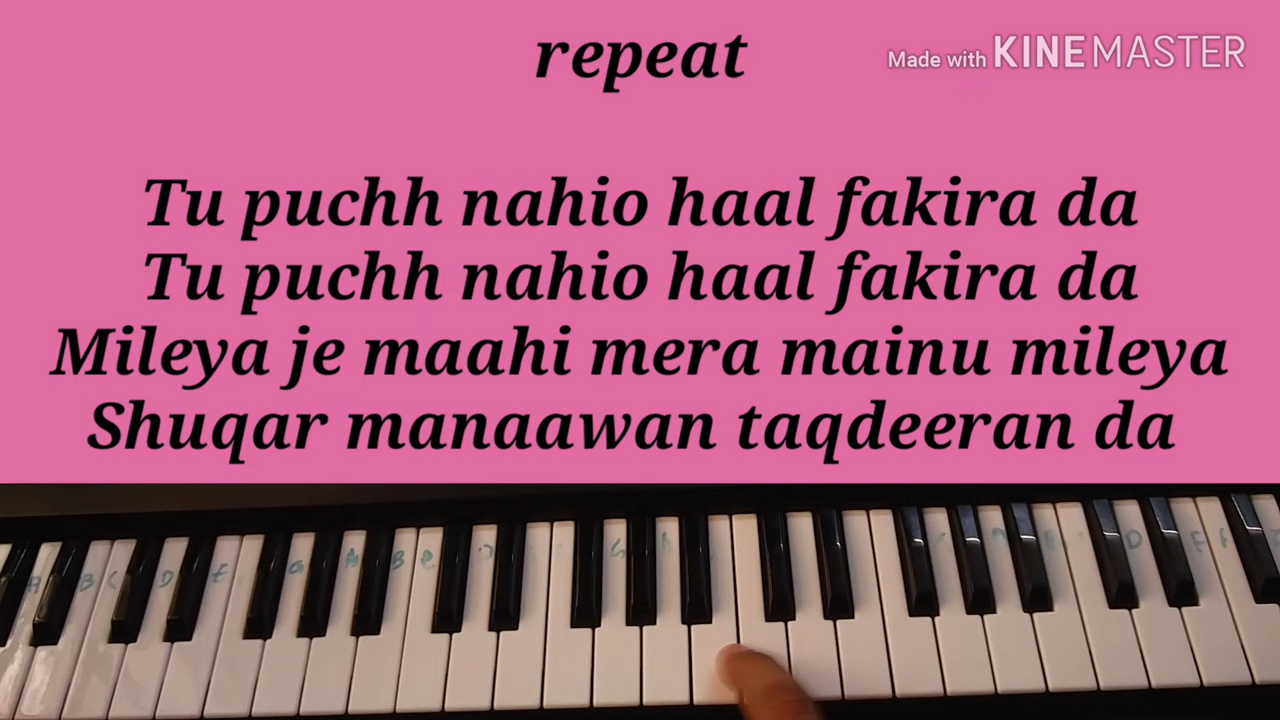 repeat
Made with KINEMASTER
Tu puchh nahio haal fakira da
Tu puchh nahio haal fakira da
Mileya je maahi mera mainu mileya
Shuqar manaawan taqdeeran da
B C D E G A B C
D E